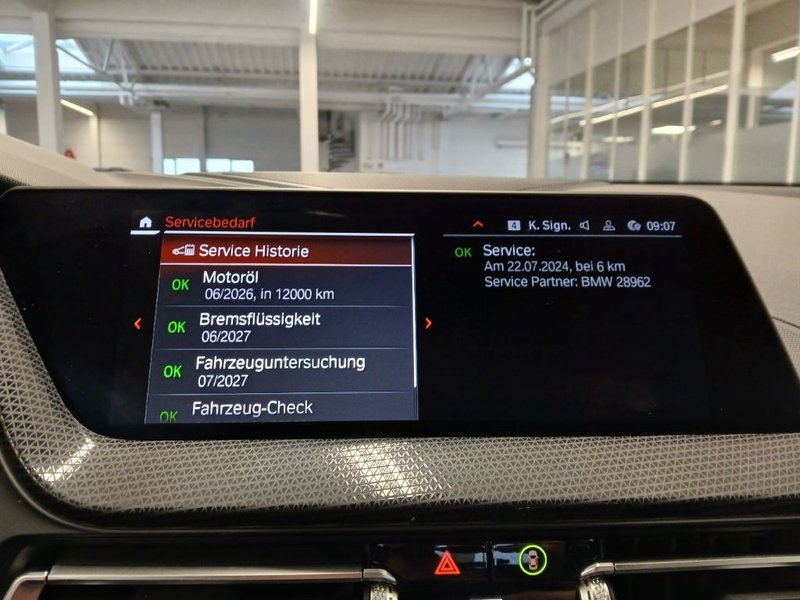 Servicebedarf
4 K. Sign. 09:07
Service Historie
OK Motoröl
06/2026, in 12000 km
OK Bremsflüssigkeit
06/2027
OK Fahrzeuguntersuchung
07/2027
OK Fahrzeug-Check
OK Service:
Am 22.07.2024, bei 6 km
Service Partner: BMW 28962